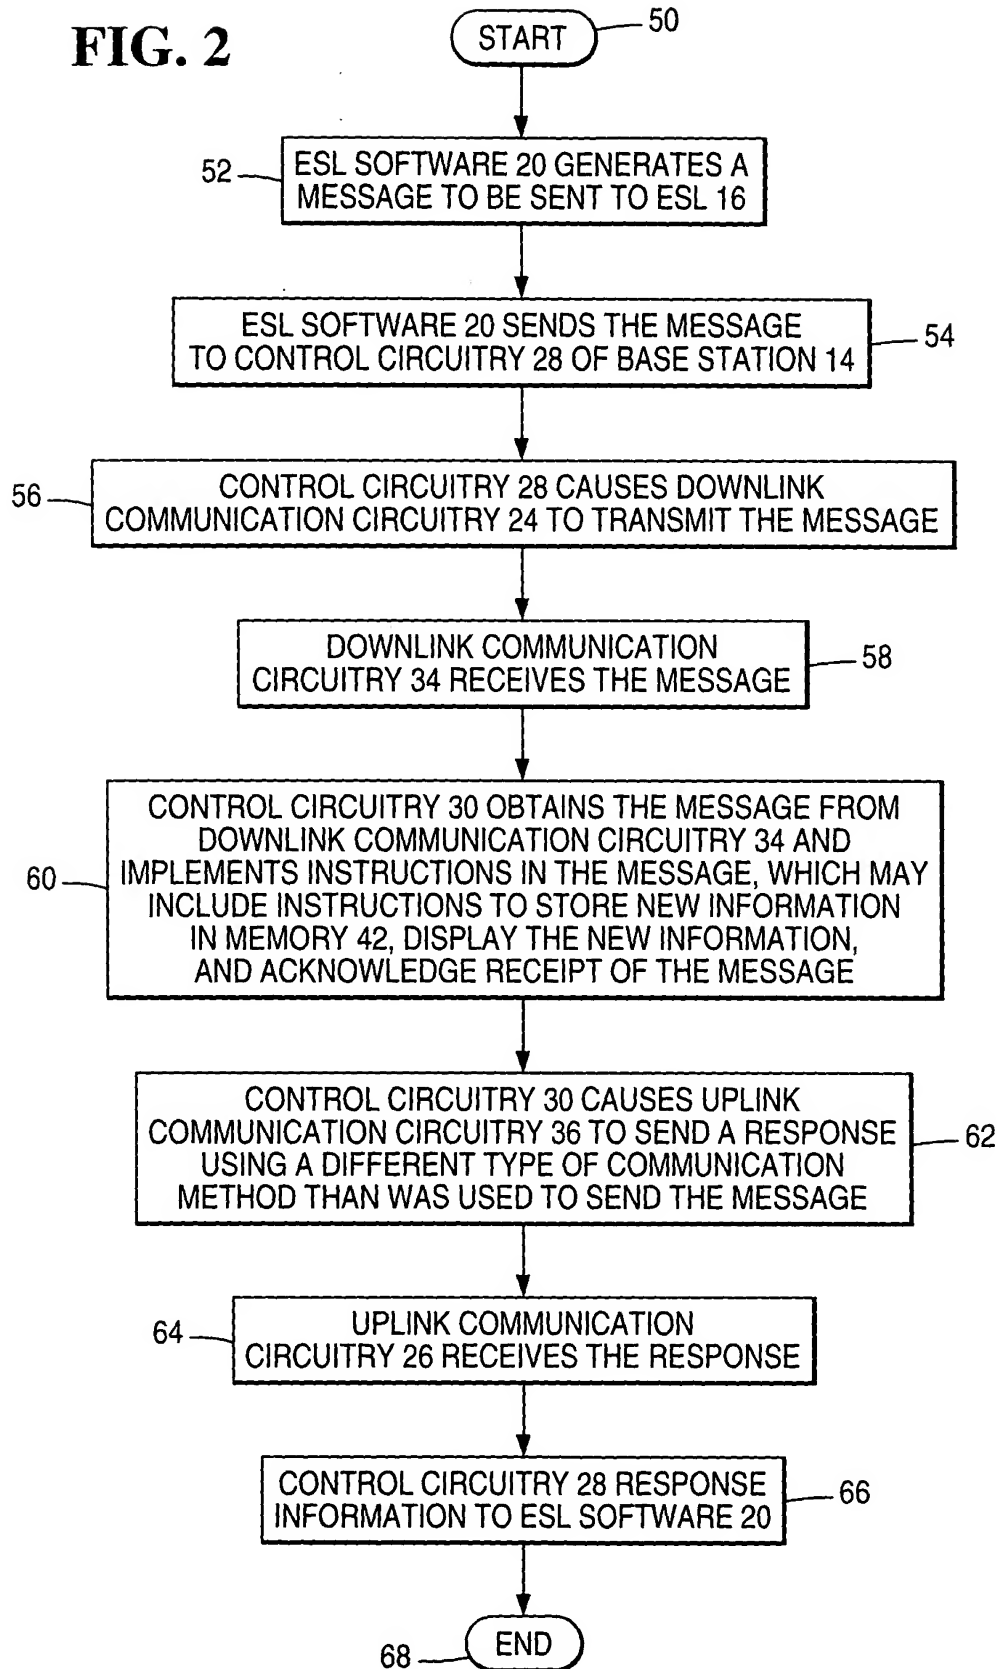 FIG. 2
START
50
52
ESL SOFTWARE 20 GENERATES A
MESSAGE TO BE SENT TO ESL 16
ESL SOFTWARE 20 SENDS THE MESSAGE
TO CONTROL CIRCUITRY 28 OF BASE STATION 14
54
56
CONTROL CIRCUITRY 28 CAUSES DOWNLINK
COMMUNICATION CIRCUITRY 24 TO TRANSMIT THE MESSAGE
DOWNLINK COMMUNICATION
CIRCUITRY 34 RECEIVES THE MESSAGE
58
60
CONTROL CIRCUITRY 30 OBTAINS THE MESSAGE FROM
DOWNLINK COMMUNICATION CIRCUITRY 34 AND
IMPLEMENTS INSTRUCTIONS IN THE MESSAGE, WHICH MAY
INCLUDE INSTRUCTIONS TO STORE NEW INFORMATION
IN MEMORY 42, DISPLAY THE NEW INFORMATION,
AND ACKNOWLEDGE RECEIPT OF THE MESSAGE
CONTROL CIRCUITRY 30 CAUSES UPLINK
COMMUNICATION CIRCUITRY 36 TO SEND A RESPONSE
USING A DIFFERENT TYPE OF COMMUNICATION
METHOD THAN WAS USED TO SEND THE MESSAGE
62
64
UPLINK COMMUNICATION
CIRCUITRY 26 RECEIVES THE RESPONSE
CONTROL CIRCUITRY 28 RESPONSE
INFORMATION TO ESL SOFTWARE 20
66
END
68